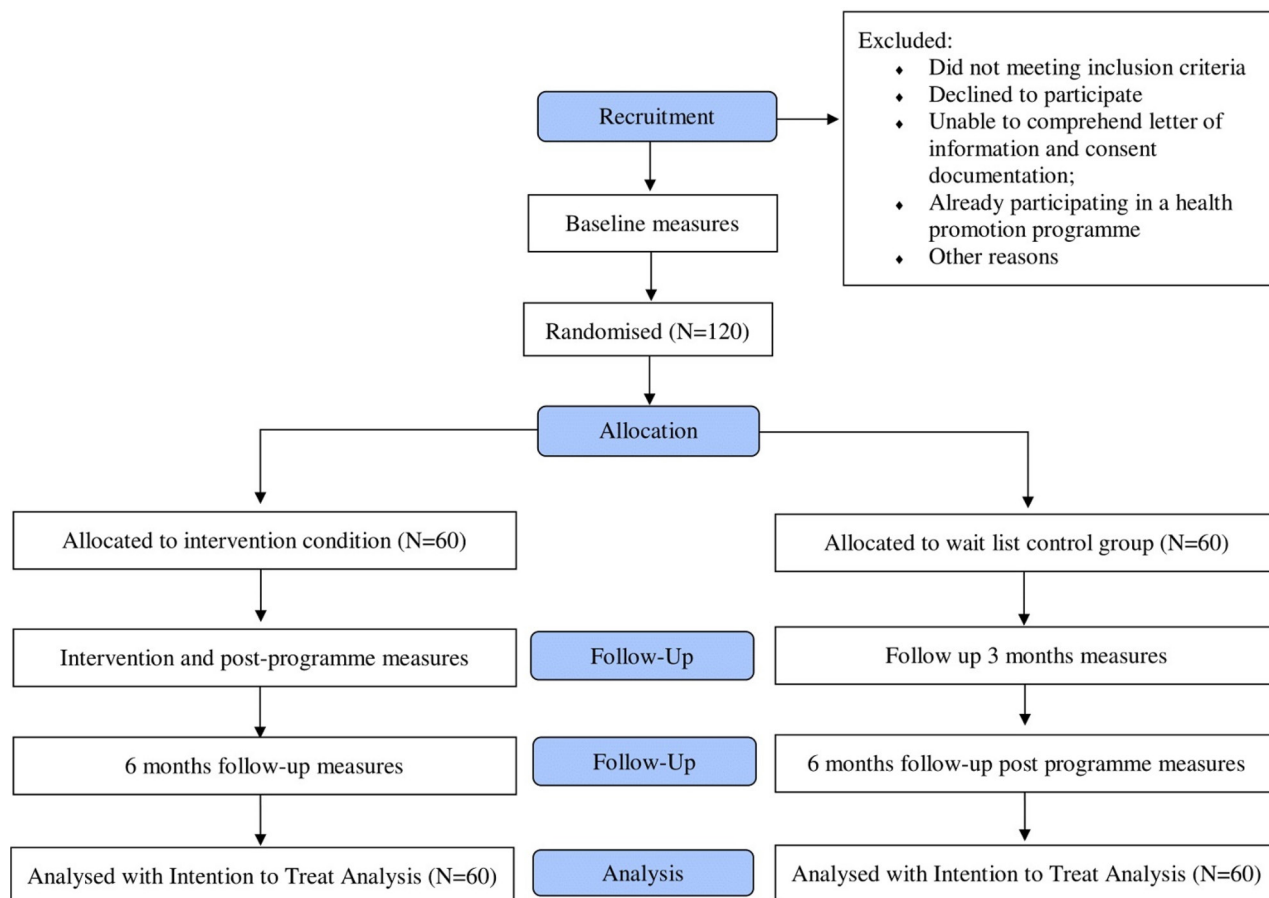 Excluded:
♦ Did not meeting inclusion criteria
♦ Declined to participate
♦ Unable to comprehend letter of
information and consent
documentation;
♦ Already participating in a health
promotion programme
♦ Other reasons
Recruitment
Baseline measures
Randomised (N=120)
Allocation
Allocated to intervention condition (N=60)
Allocated to wait list control group (N=60)
Intervention and post-programme measures
Follow-Up
Follow up 3 months measures
6 months follow-up measures
Follow-Up
6 months follow-up post programme measures
Analysed with Intention to Treat Analysis (N=60)
Analysis
Analysed with Intention to Treat Analysis (N=60)